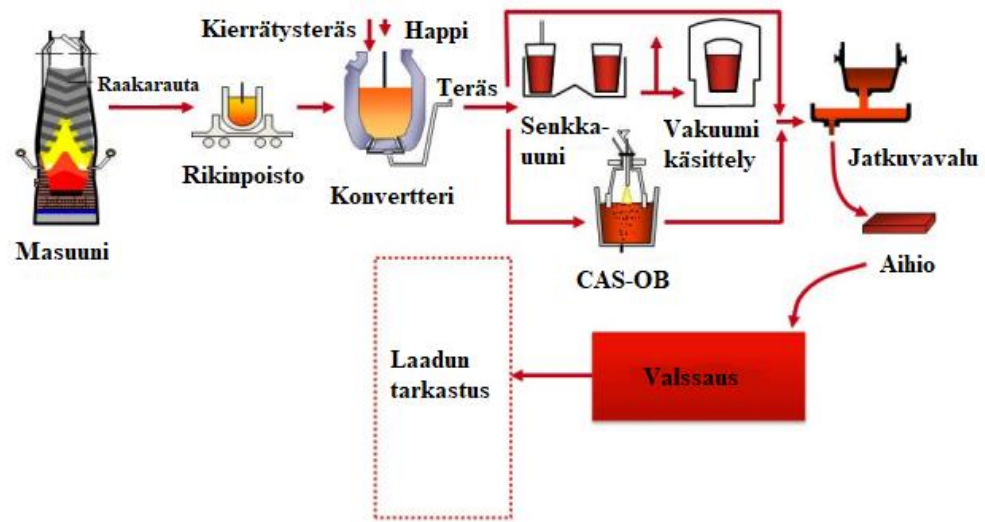 Kierrätysteräs
Happi
Raakarauta
Teräs
Rikinpoisto
Konvertteri
Senkka-
uuni
Vakuumi
käsittely
Jatkuvavalu
Masuuni
CAS-OB
Aihio
Laadun
tarkastus
Valssaus